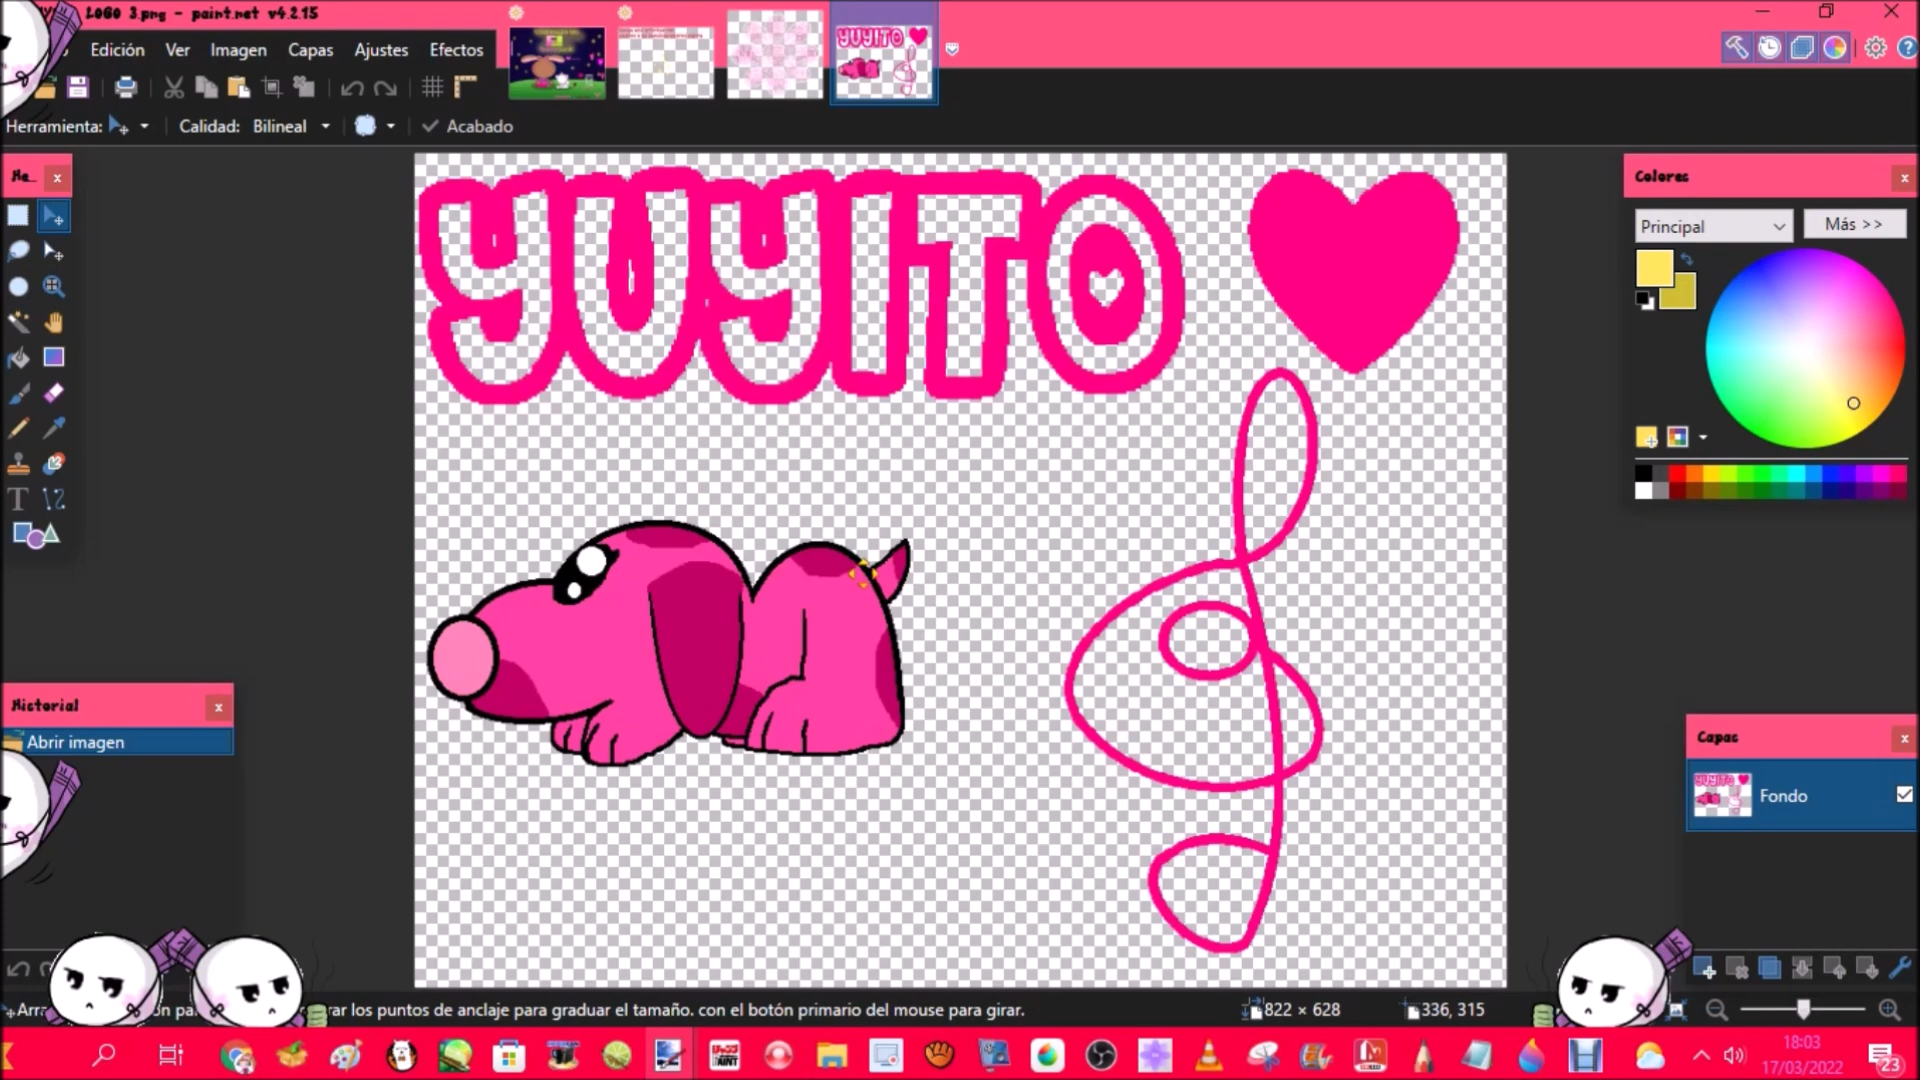 LOGO 3.png - paint.net v4.2.15
Edición Ver Imagen Capas Ajustes Efectos
Herramienta: Calidad: Bilineal Acabado
He...
Colores
Principal
Más >>
YUYITO
Historial
Abrir imagen
Capas
Fondo
rar los puntos de anclaje para graduar el tamaño. con el botón primario del mouse para girar.
822 × 628
336, 315
18:03
17/03/2022
23